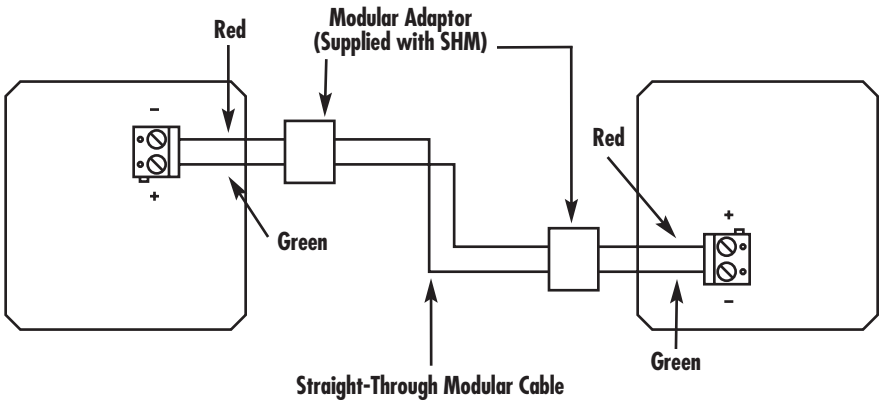 Modular Adaptor
(Supplied with SHM)
Red
-
+
Green
Red
+
-
Green
Straight-Through Modular Cable